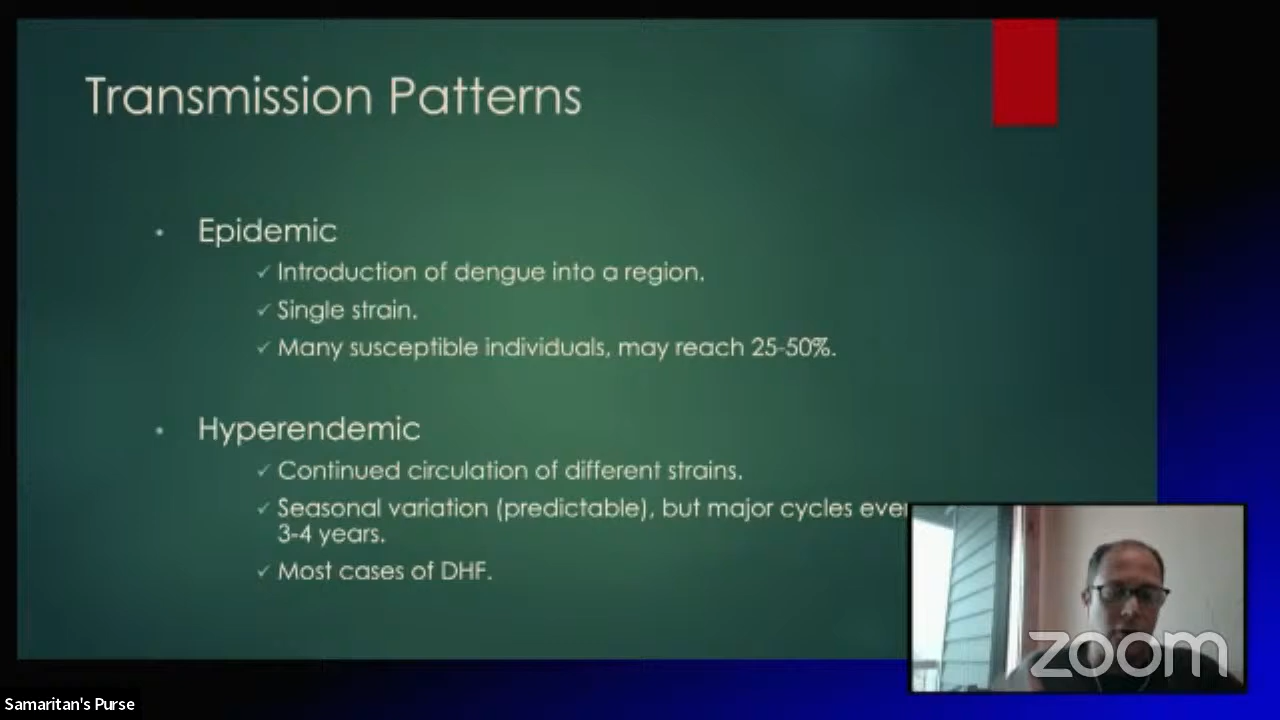 Transmission Patterns
• Epidemic
✓ Introduction of dengue into a region.
✓ Single strain.
✓ Many susceptible individuals, may reach 25-50%.
• Hyperendemic
✓ Continued circulation of different strains.
✓ Seasonal variation (predictable), but major cycles ever
3-4 years.
✓ Most cases of DHF.
zoom
Samaritan's Purse